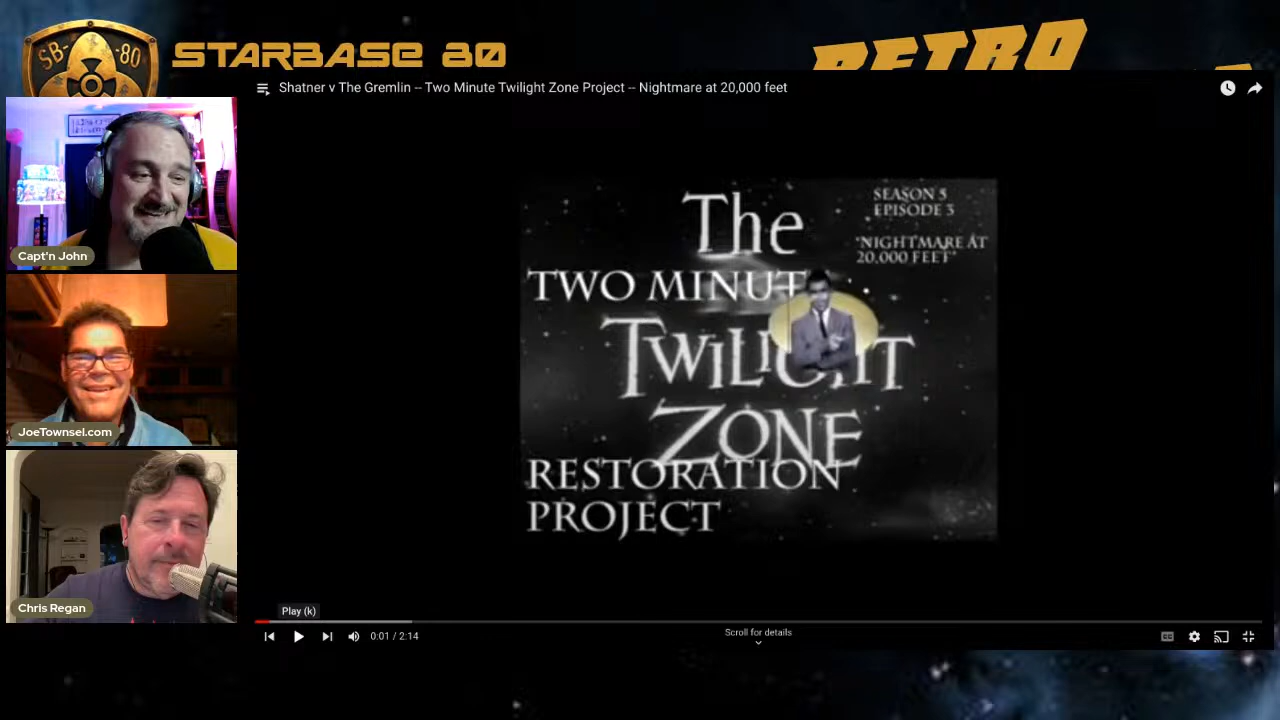 SB-80
STARBASE 80
RETRO
Shatner v The Gremlin -- Two Minute Twilight Zone Project -- Nightmare at 20,000 feet
Capt'n John
JoeTownsel.com
Chris Regan
The
SEASON 5
EPISODE 3
"NIGHTMARE AT
20,000 FEET"
TWO MINUT
TWILIGHT
ZONE
RESTORATION
PROJECT
Play (k)
0:01 / 2:14
Scroll for details
CC